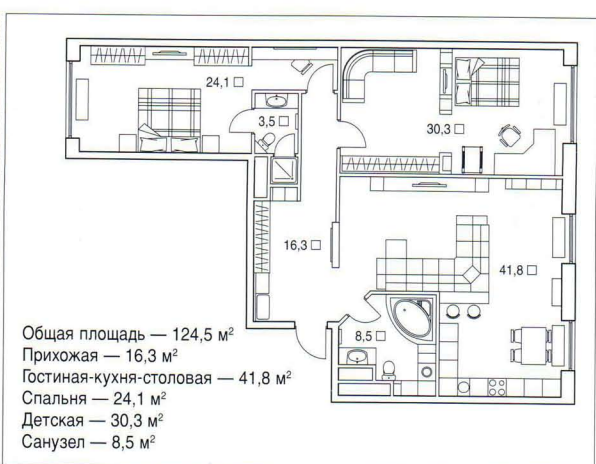 24,1
3,5
30,3
16,3
41,8
8,5
Общая площадь — 124,5 м²
Прихожая — 16,3 м²
Гостиная-кухня-столовая — 41,8 м²
Спальня — 24,1 м²
Детская — 30,3 м²
Санузел — 8,5 м²